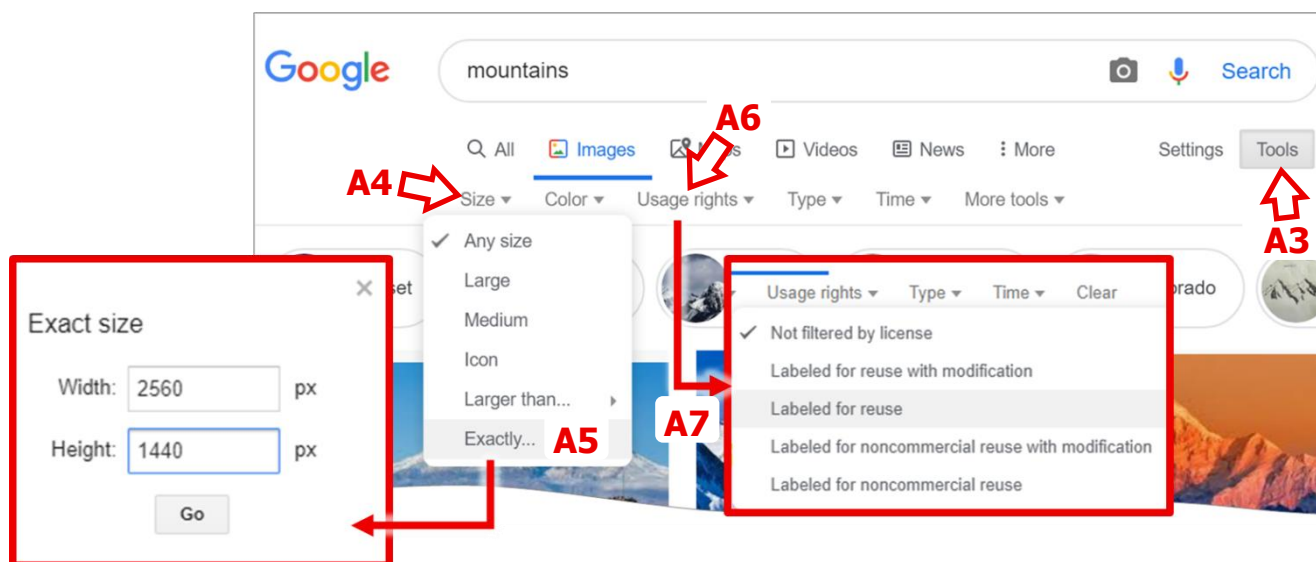 Google
mountains
Search
A6
All Images Videos News More Settings Tools
A4
Size Color Usage rights Type Time More tools
A3
Any size
Large
Medium
Icon
Larger than...
Exactly... A5
Exact size
Width: 2560 px
Height: 1440 px
Go
A7
Usage rights Type Time Clear
Not filtered by license
Labeled for reuse with modification
Labeled for reuse
Labeled for noncommercial reuse with modification
Labeled for noncommercial reuse